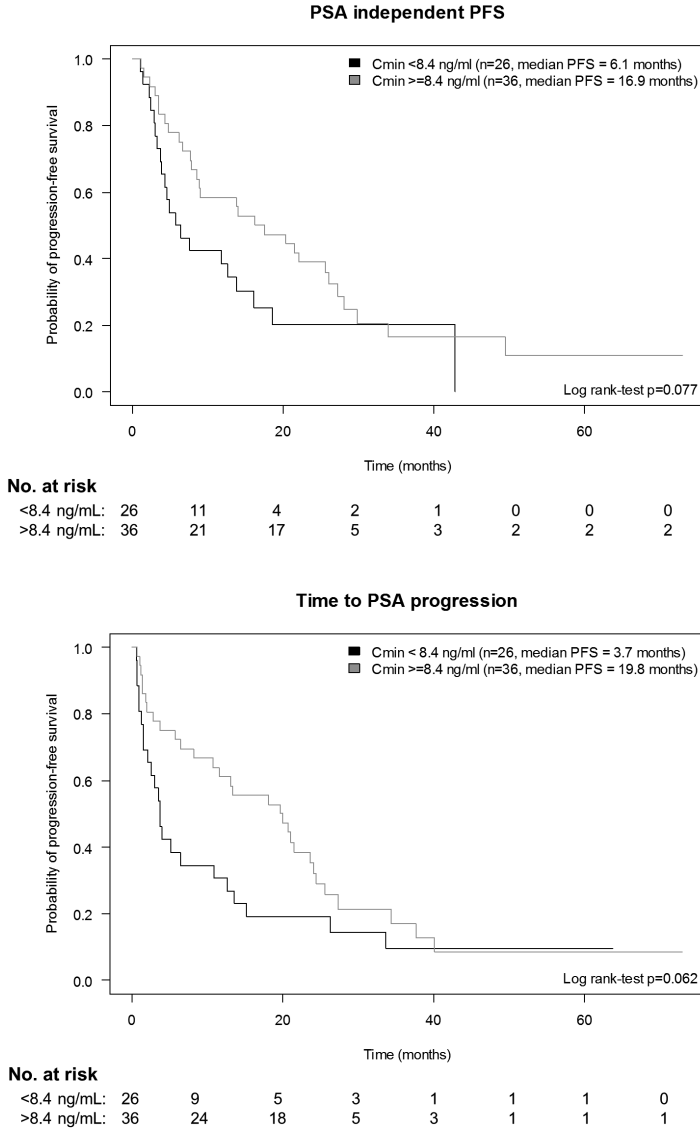 PSA independent PFS
Cmin <8.4 ng/ml (n=26, median PFS = 6.1 months)
Cmin >=8.4 ng/ml (n=36, median PFS = 16.9 months)
Probability of progression-free survival
1.0
0.8
0.6
0.4
0.2
0.0
Log rank-test p=0.077
0 20 40 60
Time (months)
No. at risk
<8.4 ng/mL: 26 11 4 2 1 0 0 0
>8.4 ng/mL: 36 21 17 5 3 2 2 2
Time to PSA progression
Cmin < 8.4 ng/ml (n=26, median PFS = 3.7 months)
Cmin >=8.4 ng/ml (n=36, median PFS = 19.8 months)
Probability of progression-free survival
1.0
0.8
0.6
0.4
0.2
0.0
Log rank-test p=0.062
0 20 40 60
Time (months)
No. at risk
<8.4 ng/mL: 26 9 5 3 1 1 1 0
>8.4 ng/mL: 36 24 18 5 3 1 1 1